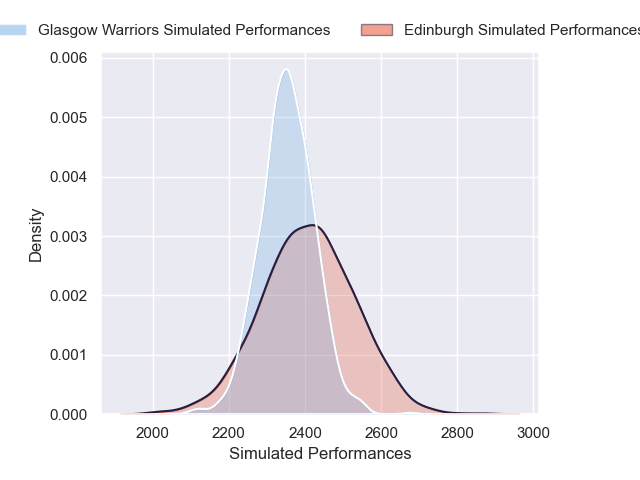 Glasgow Warriors Simulated Performances
Edinburgh Simulated Performances
0.006
0.005
0.004
0.003
0.002
0.001
0.000
Density
2000 2200 2400 2600 2800 3000
Simulated Performances